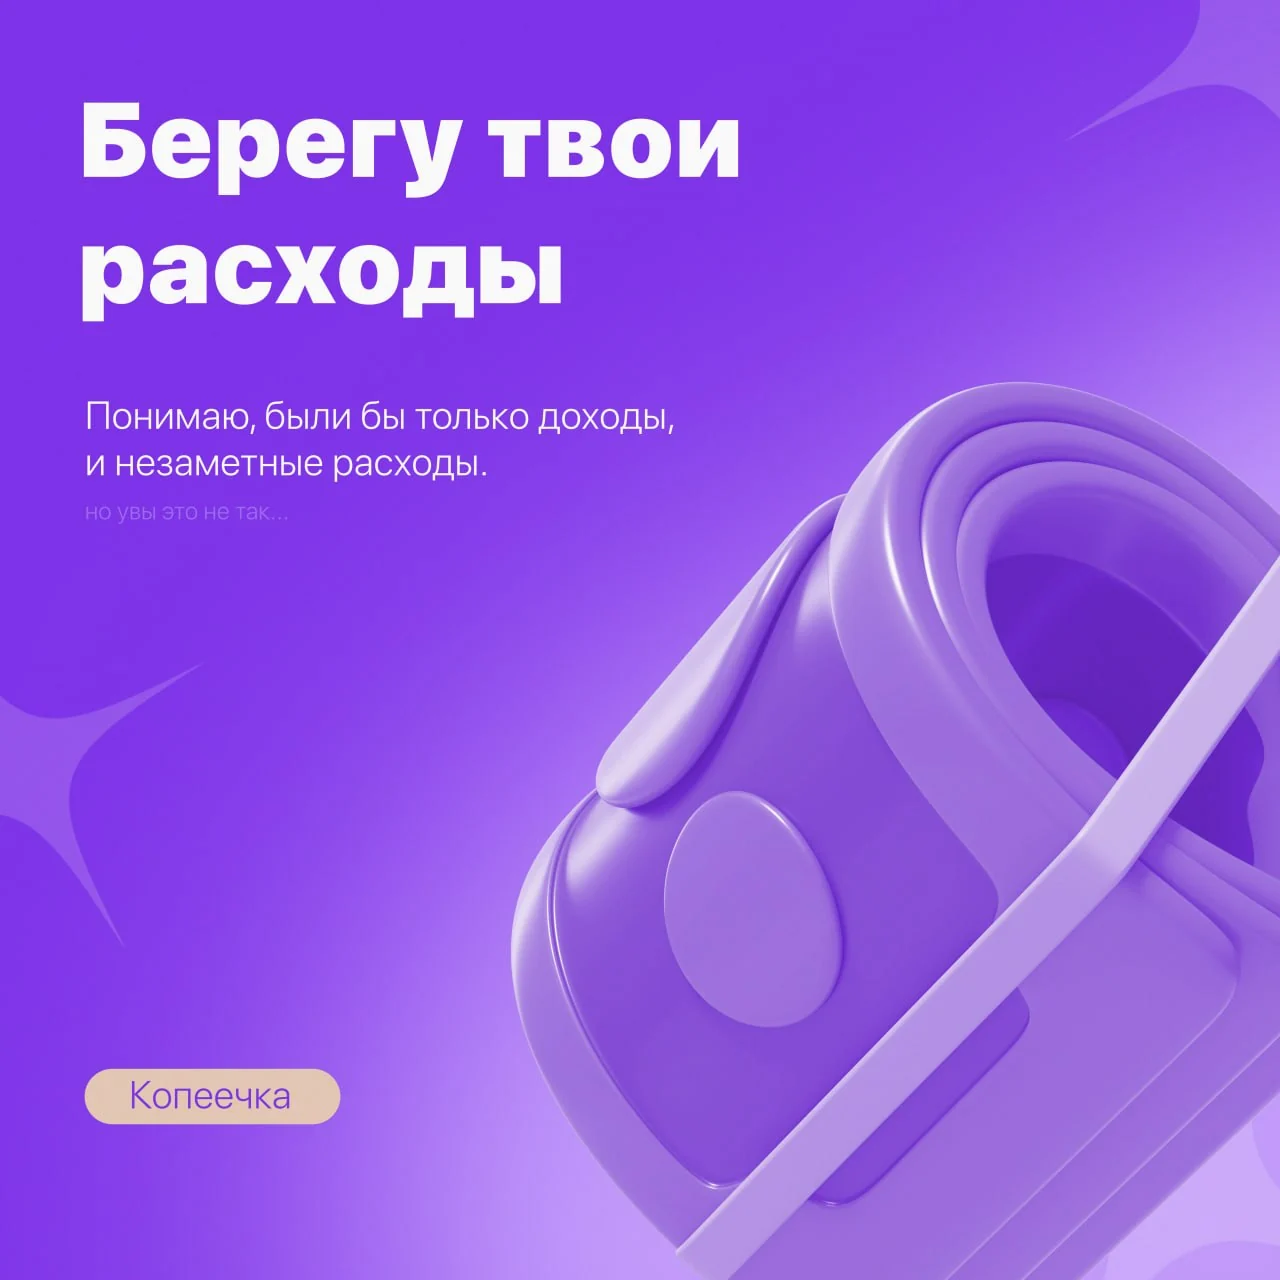 Берегу твои
расходы
Понимаю, были бы только доходы,
и незаметные расходы.
но увы это не так...
Копеечка